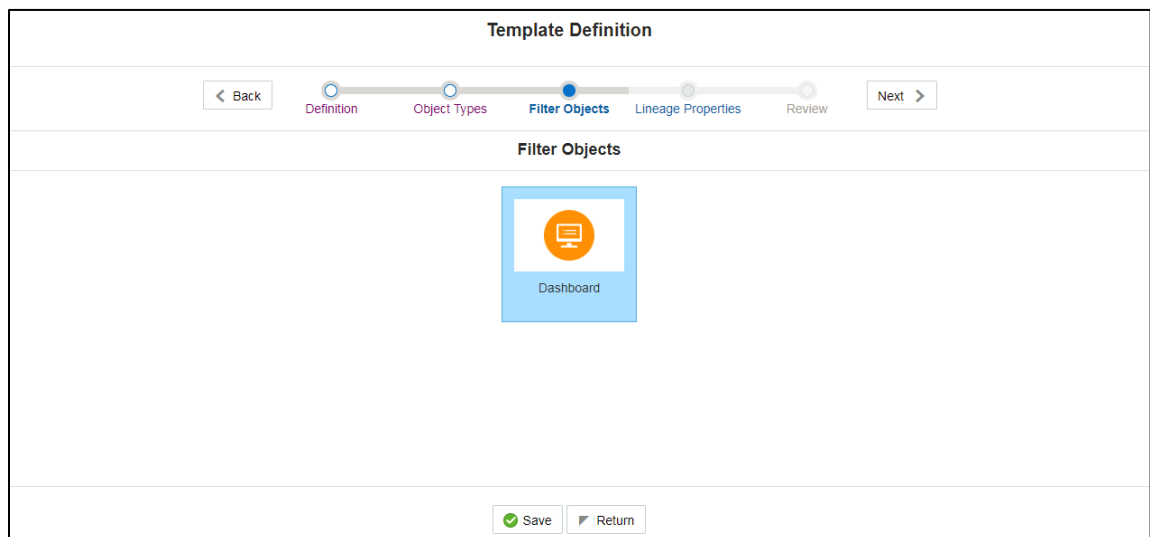 Template Definition
Back
Definition
Object Types
Filter Objects
Lineage Properties
Review
Next
Filter Objects
Dashboard
Save
Return